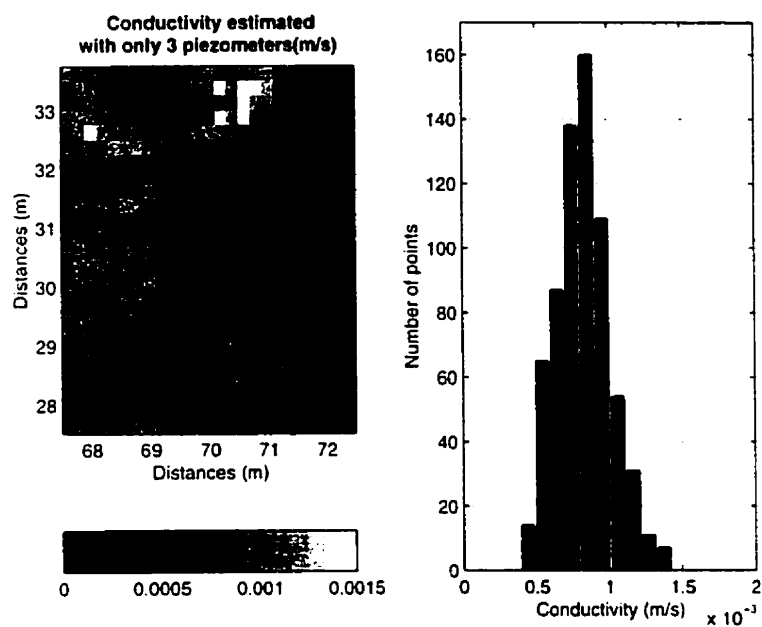 Conductivity estimated
with only 3 piezometers(m/s)
33
32
31
30
29
28
Distances (m)
68 69 70 71 72
Distances (m)
0 0.0005 0.001 0.0015
160
140
120
100
80
60
40
20
0
Number of points
0 0.5 1 1.5 2
Conductivity (m/s)
x 10⁻³